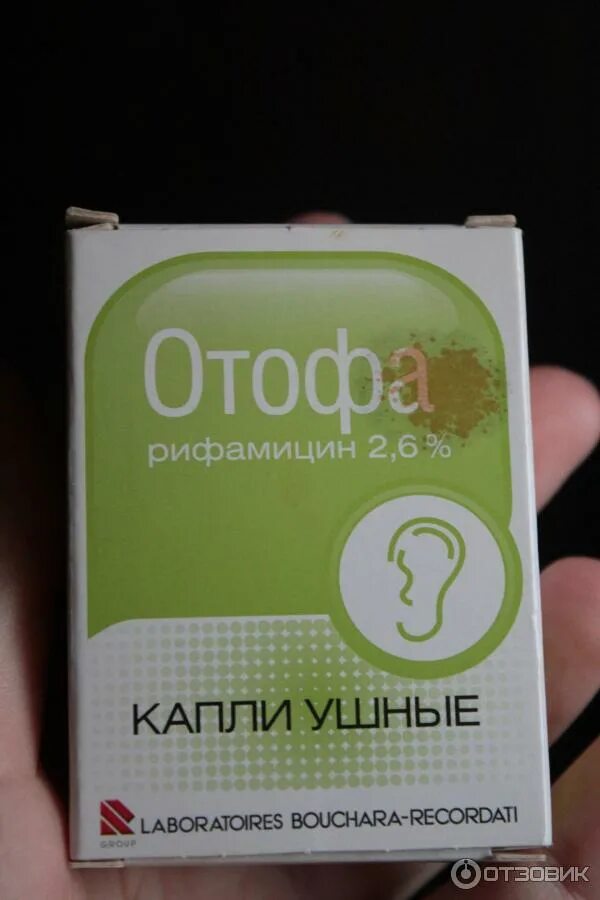 Отофа
рифамицин 2,6%
КАПЛИ УШНЫЕ
GROUP
LABORATOIRES BOUCHARA-RECORDATI
ОТЗОВИК